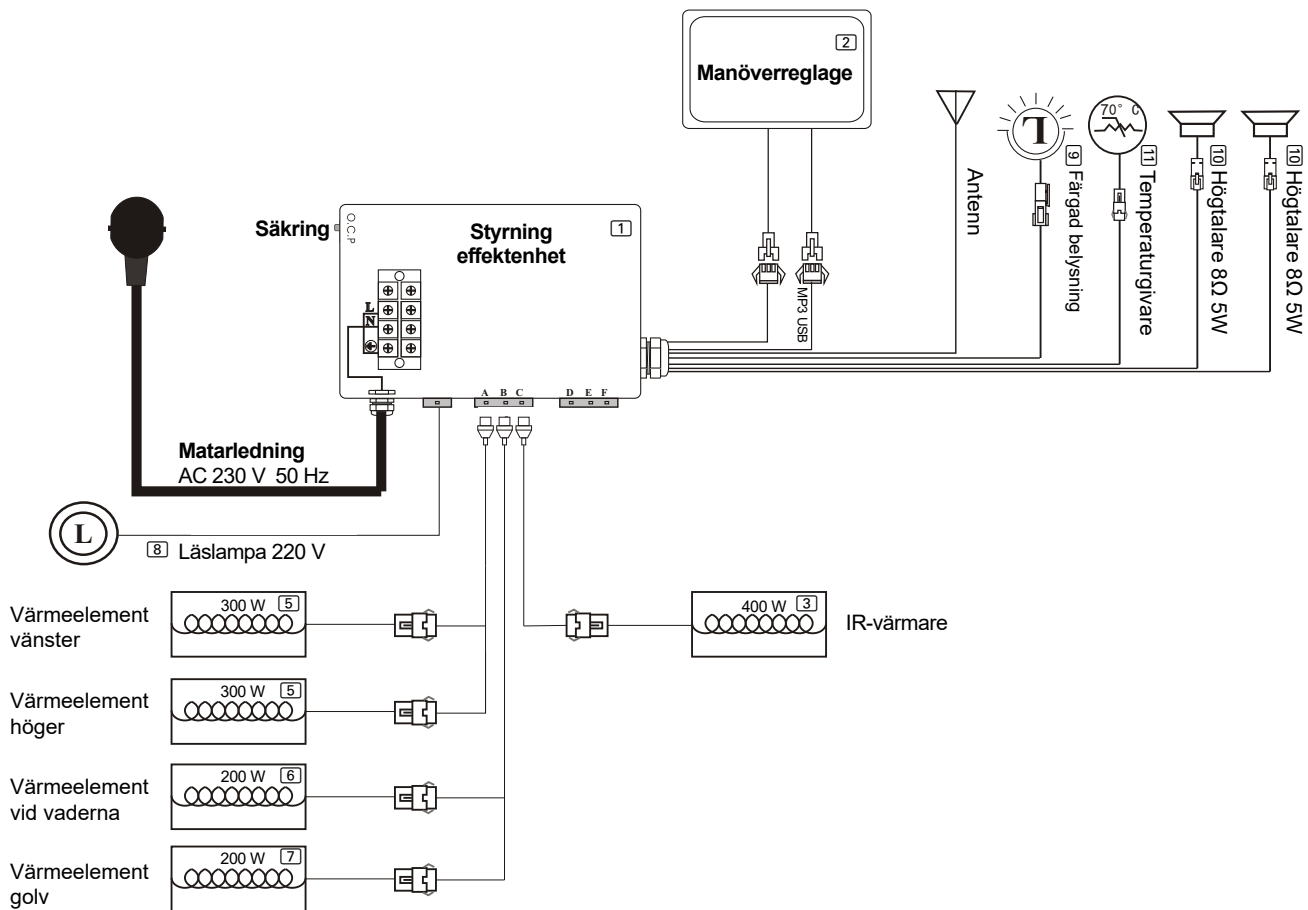 2
Manöverreglage
70° C
L
9 Färgad belysning
11 Temperaturgivare
10 Högtalare 8Ω 5W
10 Högtalare 8Ω 5W
Antenn
MP3 USB
Säkring
O.C.P
Styrning
effektenhet
1
L
N
A B C
D E F
Matarledning
AC 230 V 50 Hz
L
8 Läslampa 220 V
Värmeelement
vänster
300 W 5
400 W 3
IR-värmare
Värmeelement
höger
300 W 5
Värmeelement
vid vaderna
200 W 6
Värmeelement
golv
200 W 7